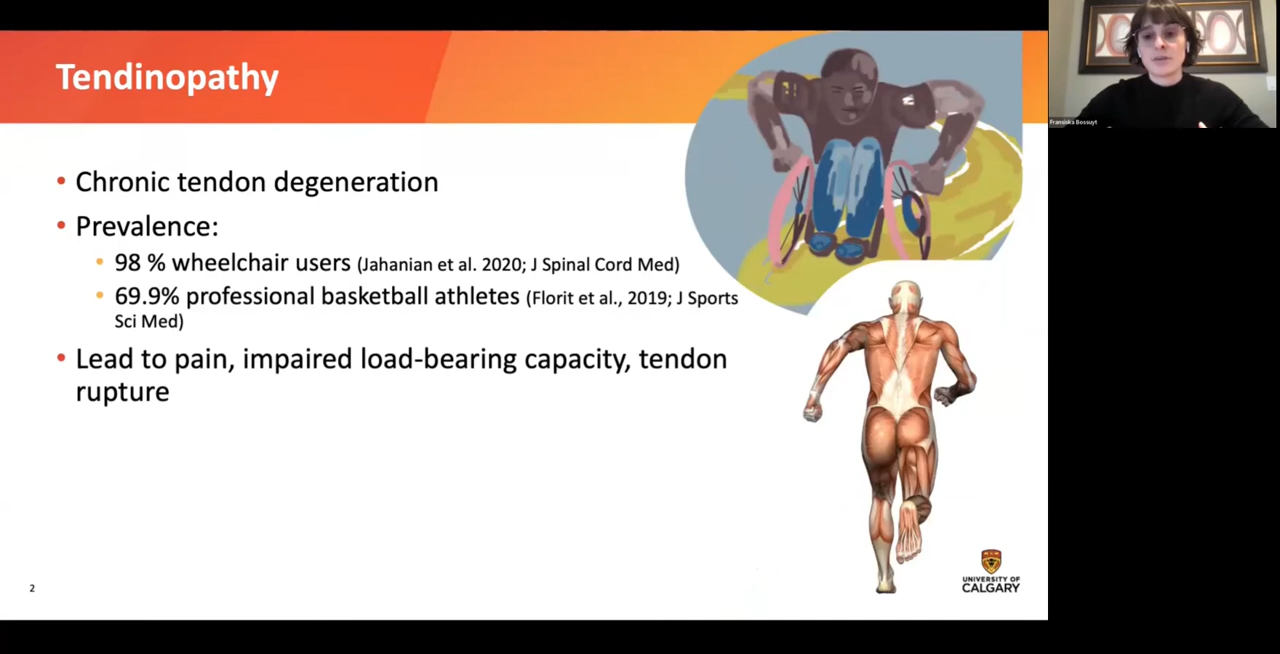 Tendinopathy
• Chronic tendon degeneration
• Prevalence:
• 98 % wheelchair users (Jahanian et al. 2020; J Spinal Cord Med)
• 69.9% professional basketball athletes (Florit et al., 2019; J Sports
Sci Med)
• Lead to pain, impaired load-bearing capacity, tendon
rupture
2
UNIVERSITY OF
CALGARY
Fransiska Bossuyt